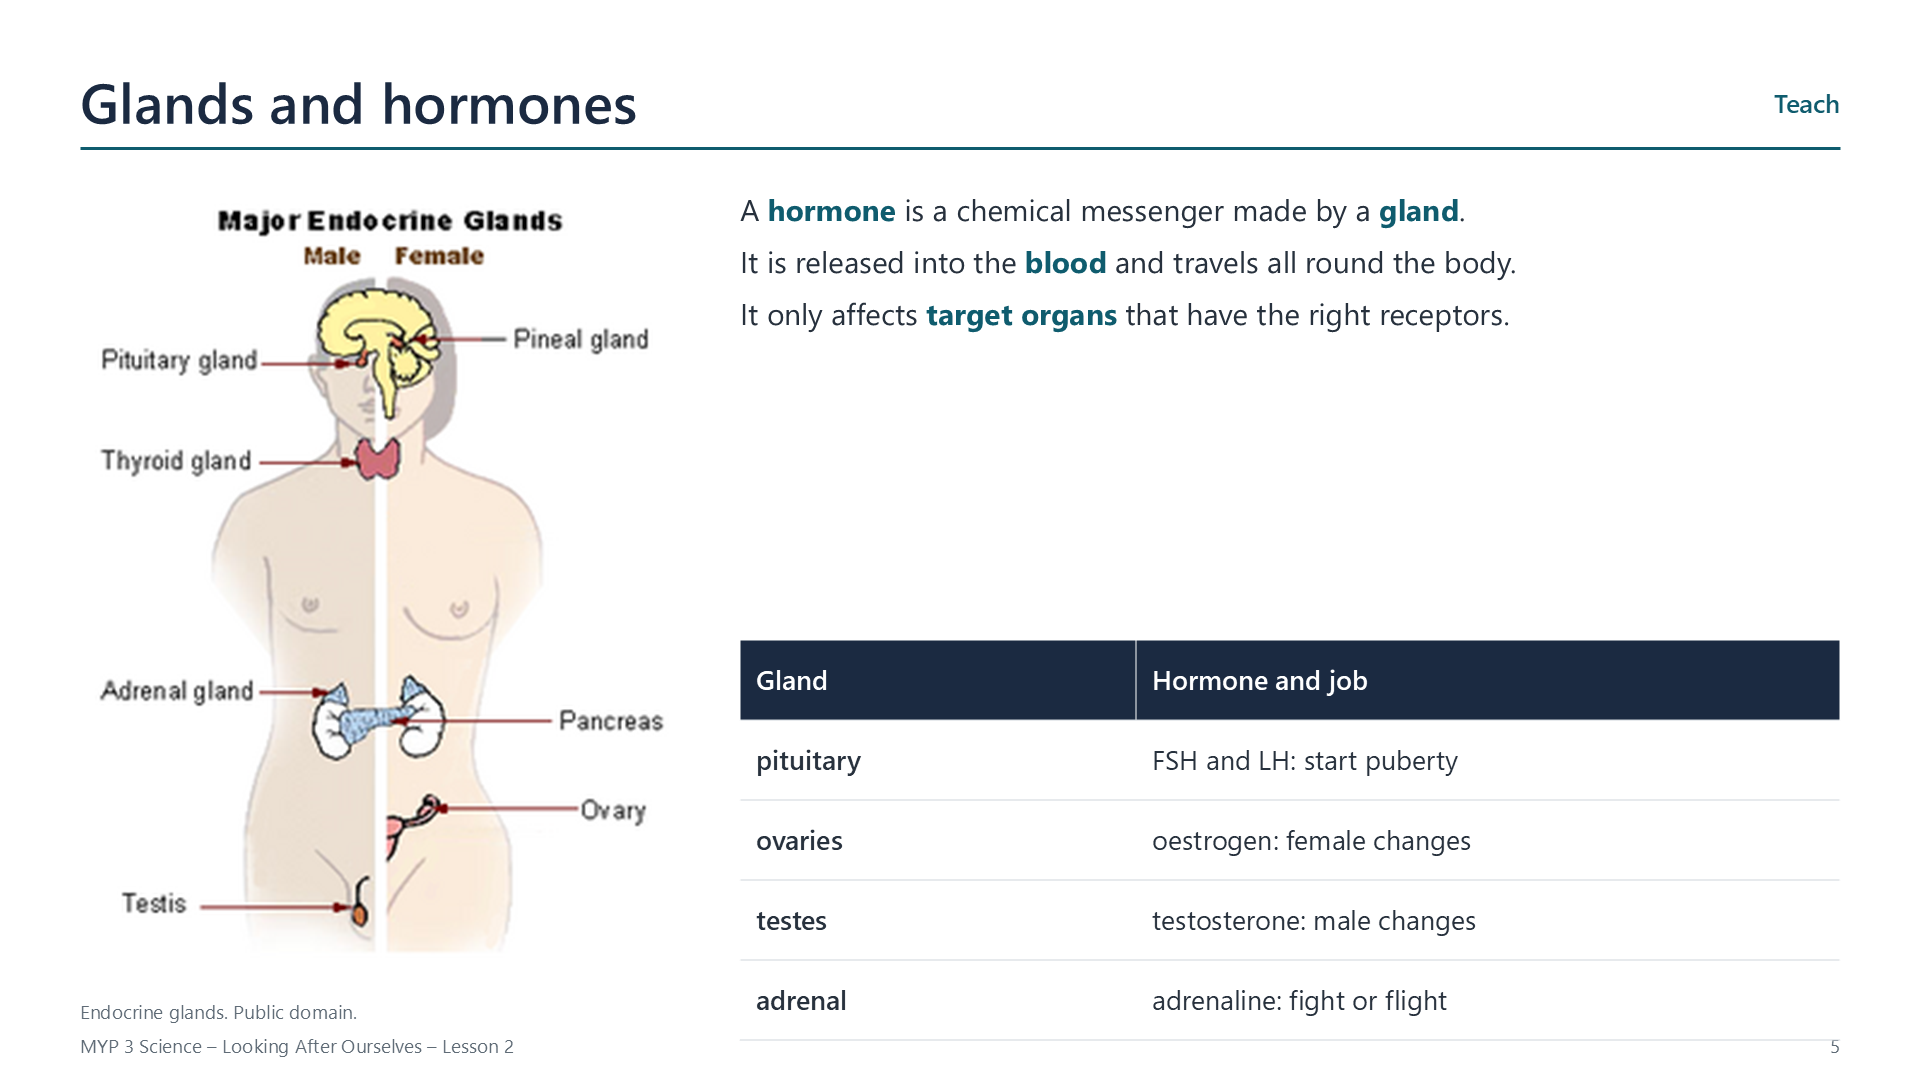 Glands and hormones
Teach
Major Endocrine Glands
Male Female
Pineal gland
Pituitary gland
Thyroid gland
Adrenal gland
Pancreas
Ovary
Testis
A hormone is a chemical messenger made by a gland.
It is released into the blood and travels all round the body.
It only affects target organs that have the right receptors.
Gland Hormone and job
pituitary FSH and LH: start puberty
ovaries oestrogen: female changes
testes testosterone: male changes
adrenal adrenaline: fight or flight
Endocrine glands. Public domain.
MYP 3 Science – Looking After Ourselves – Lesson 2
5